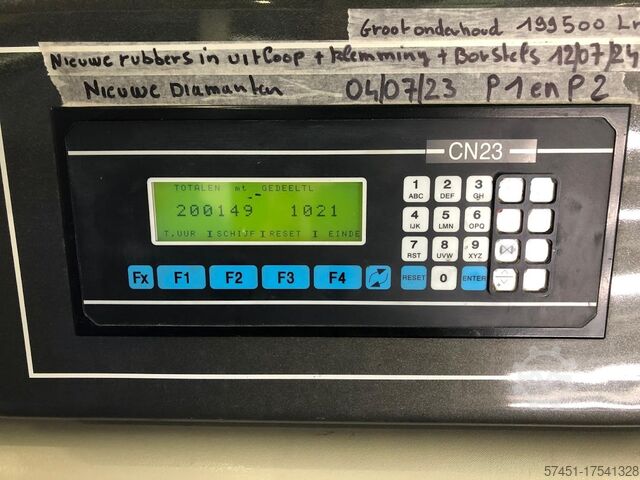 Groot onderhoud 199500 Lm
Nieuwe rubbers in uitloop + klemming + Borstels 12/07/24
Nieuwe Diamanten 04/07/23 P1 en P2
CN23
TOTALEN mt GEDEELTL
200149 1021
T.UUR I SCHIJF I RESET I EINDE
1 2 3
ABC DEF GH
4 5 6
IJK LMN OPQ
7 8 9
RST UVW XYZ
Fx F1 F2 F3 F4 RESET 0 ENTER
57451-17541328